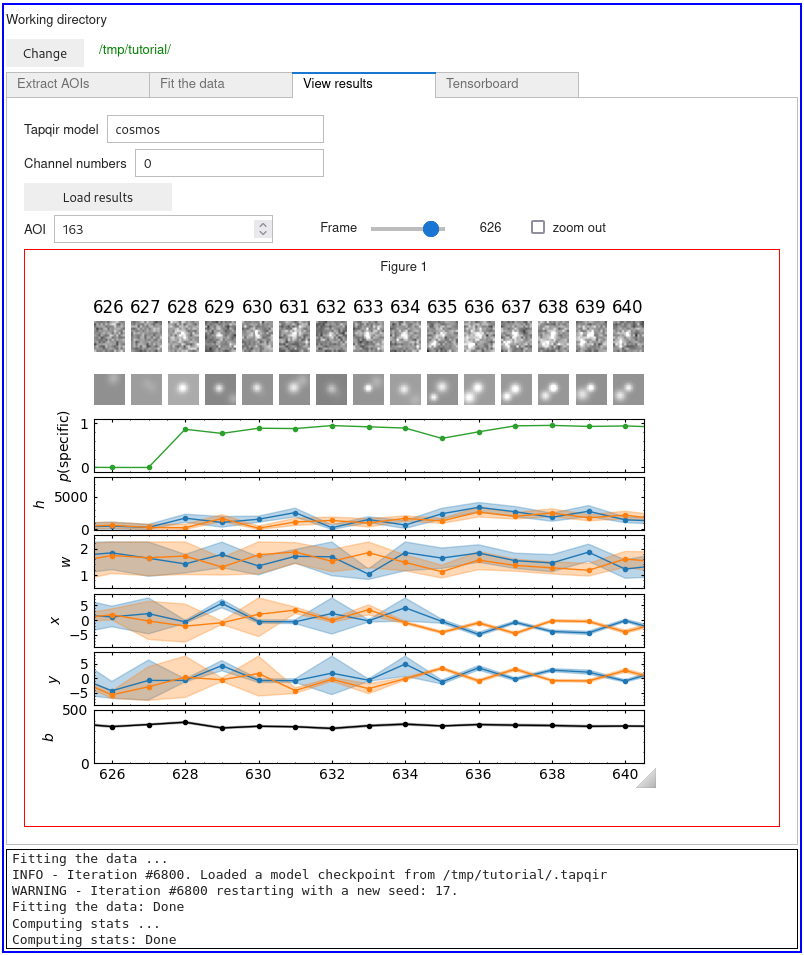 Working directory
Change /tmp/tutorial/
Extract AOIs Fit the data View results Tensorboard
Tapqir model cosmos
Channel numbers 0
Load results
AOI 163 Frame 626 zoom out
Figure 1
626 627 628 629 630 631 632 633 634 635 636 637 638 639 640
1
p(specific)
0
5000
h
0
2
w
1
5
x
0
−5
5
y
0
−5
500
b
0
626 628 630 632 634 636 638 640
Fitting the data ...
INFO - Iteration #6800. Loaded a model checkpoint from /tmp/tutorial/.tapqir
WARNING - Iteration #6800 restarting with a new seed: 17.
Fitting the data: Done
Computing stats ...
Computing stats: Done